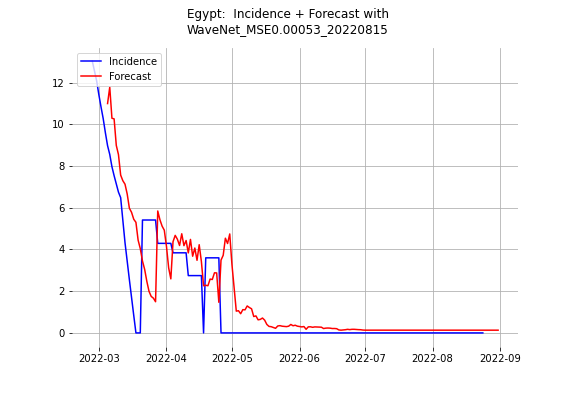 Egypt:  Incidence + Forecast with
WaveNet_MSE0.00053_20220815
Incidence
Forecast
12
10
8
6
4
2
0
2022-03 2022-04 2022-05 2022-06 2022-07 2022-08 2022-09